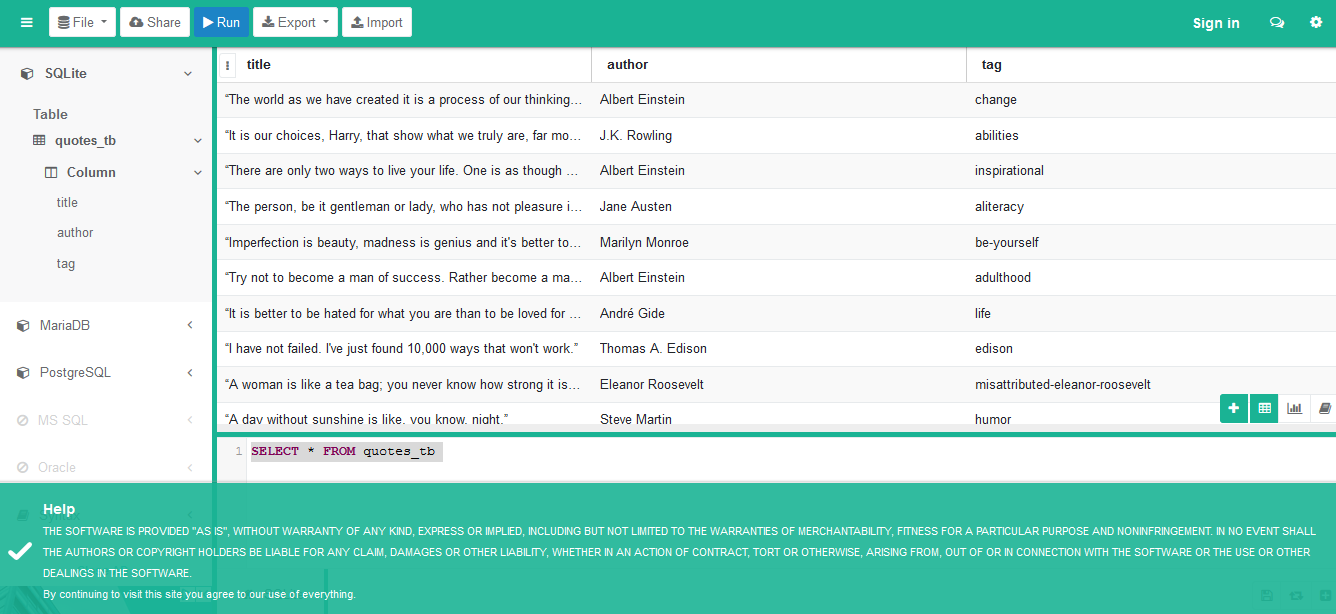 File Share Run Export Import Sign in
SQLite
Table
quotes_tb
Column
title
author
tag
MariaDB
PostgreSQL
MS SQL
Oracle
title author tag
“The world as we have created it is a process of our thinking... Albert Einstein change
“It is our choices, Harry, that show what we truly are, far mo... J.K. Rowling abilities
“There are only two ways to live your life. One is as though ... Albert Einstein inspirational
“The person, be it gentleman or lady, who has not pleasure i... Jane Austen aliteracy
“Imperfection is beauty, madness is genius and it's better to... Marilyn Monroe be-yourself
“Try not to become a man of success. Rather become a ma... Albert Einstein adulthood
“It is better to be hated for what you are than to be loved for ... André Gide life
“I have not failed. I've just found 10,000 ways that won't work.” Thomas A. Edison edison
“A woman is like a tea bag; you never know how strong it is... Eleanor Roosevelt misattributed-eleanor-roosevelt
“A day without sunshine is like, you know, night.” Steve Martin humor
1 SELECT * FROM quotes_tb
Help
THE SOFTWARE IS PROVIDED "AS IS", WITHOUT WARRANTY OF ANY KIND, EXPRESS OR IMPLIED, INCLUDING BUT NOT LIMITED TO THE WARRANTIES OF MERCHANTABILITY, FITNESS FOR A PARTICULAR PURPOSE AND NONINFRINGEMENT. IN NO EVENT SHALL
THE AUTHORS OR COPYRIGHT HOLDERS BE LIABLE FOR ANY CLAIM, DAMAGES OR OTHER LIABILITY, WHETHER IN AN ACTION OF CONTRACT, TORT OR OTHERWISE, ARISING FROM, OUT OF OR IN CONNECTION WITH THE SOFTWARE OR THE USE OR OTHER
DEALINGS IN THE SOFTWARE.
By continuing to visit this site you agree to our use of everything.